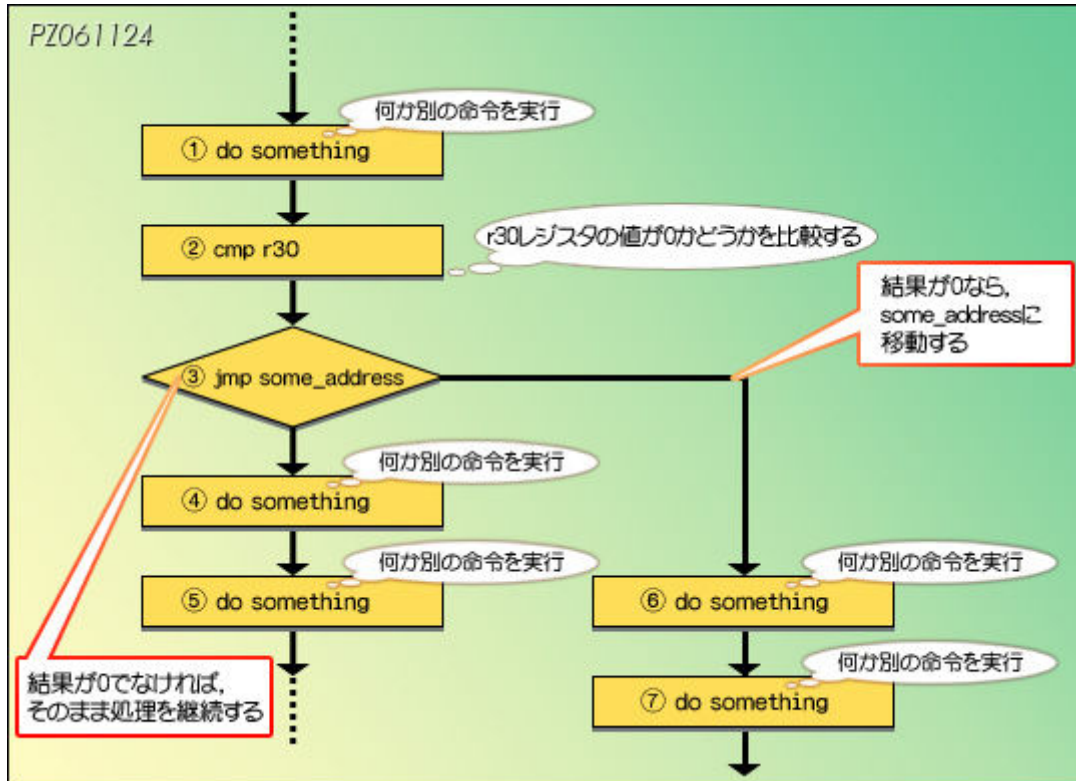 PZ061124
何か別の命令を実行
① do something
② cmp r30
r30レジスタの値が0かどうかを比較する
結果が0なら,
some_addressに
移動する
③ jmp some_address
何か別の命令を実行
④ do something
何か別の命令を実行
⑤ do something
何か別の命令を実行
⑥ do something
何か別の命令を実行
⑦ do something
結果が0でなければ,
そのまま処理を継続する